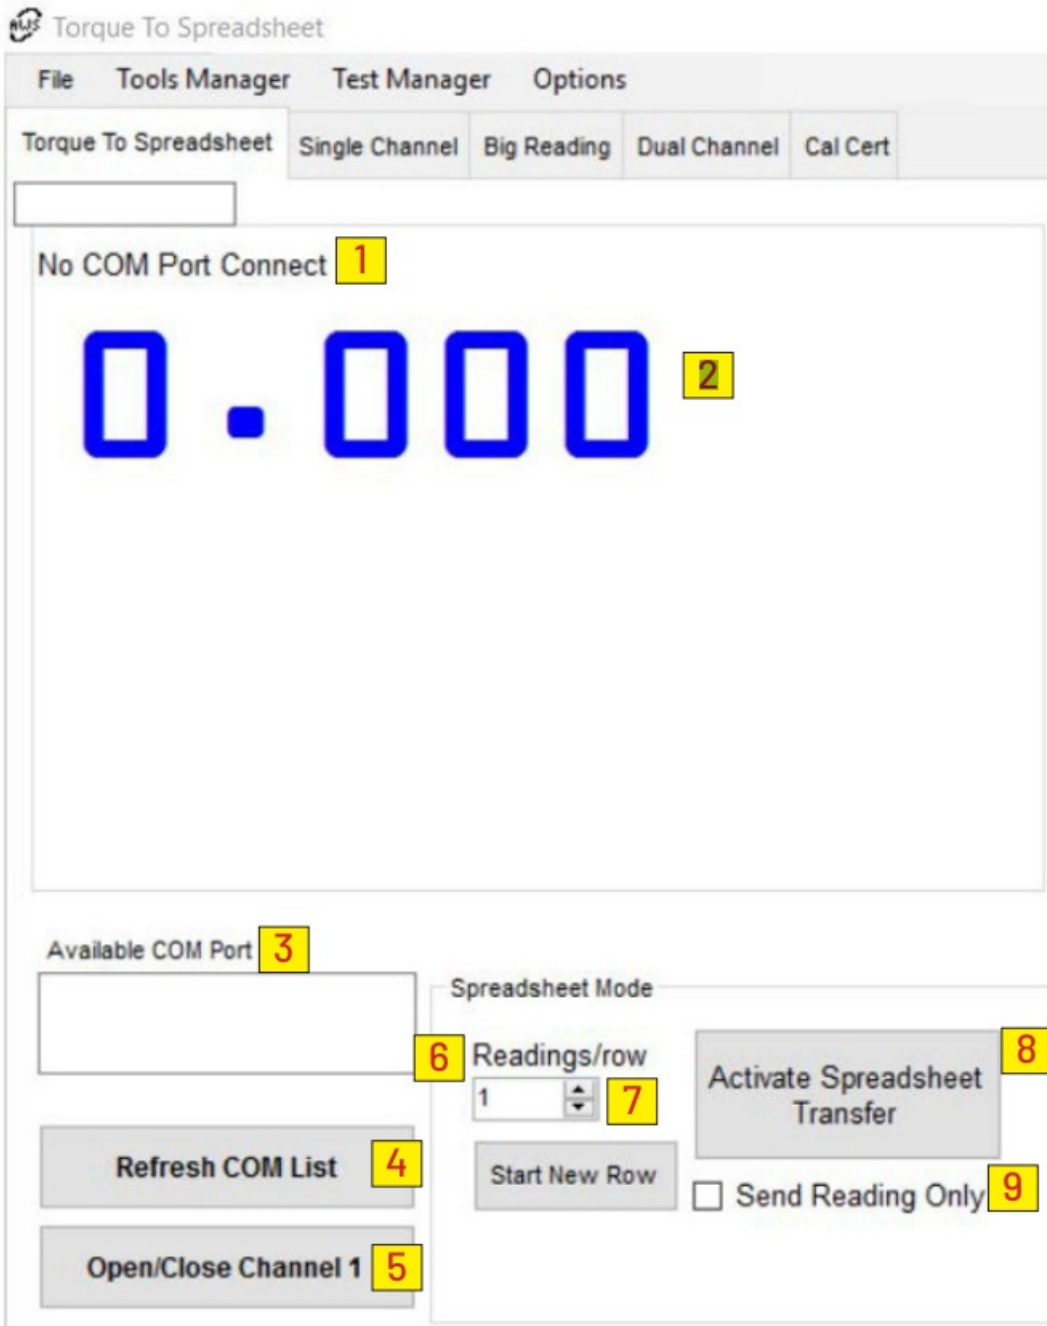 AWS Torque To Spreadsheet
File Tools Manager Test Manager Options
Torque To Spreadsheet Single Channel Big Reading Dual Channel Cal Cert
No COM Port Connect 1
0.000 2
Available COM Port 3
Spreadsheet Mode
6 Readings/row
1 7
Activate Spreadsheet
Transfer
8
Refresh COM List 4
Start New Row
Send Reading Only 9
Open/Close Channel 1 5